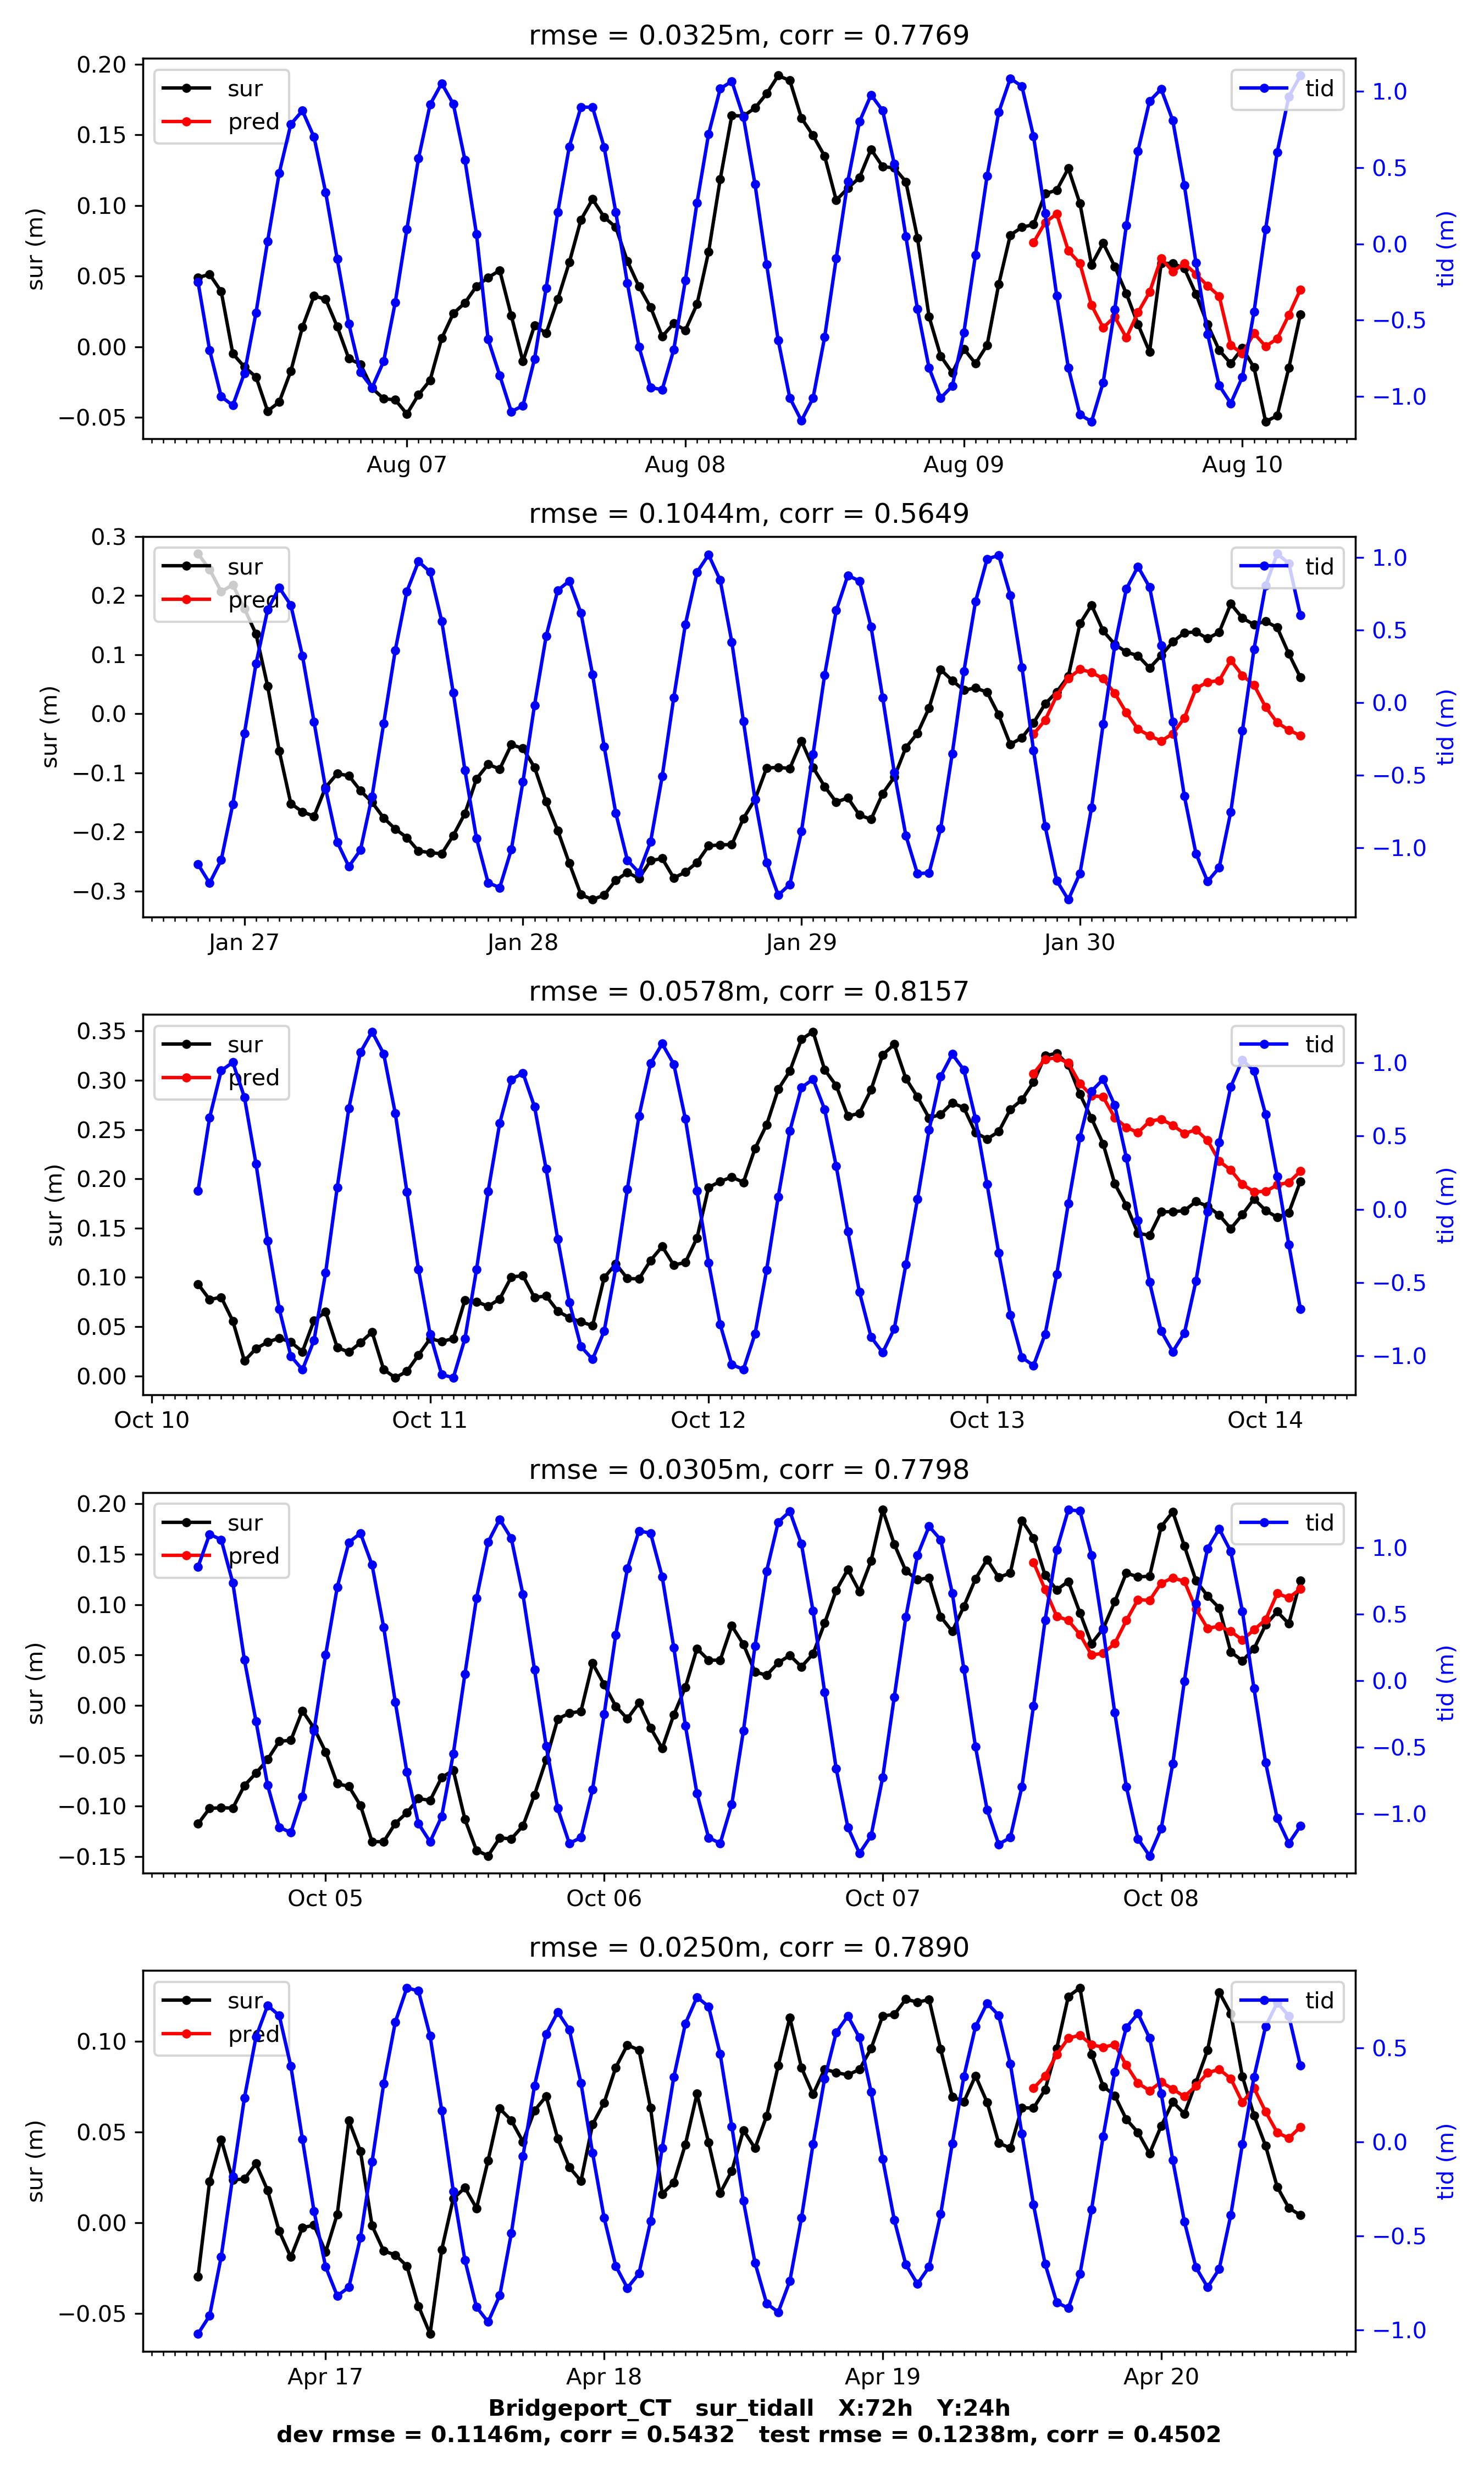 rmse = 0.0325m, corr = 0.7769
0.20
0.15
0.10
0.05
0.00
−0.05
sur (m)
sur
pred
tid
1.0
0.5
0.0
−0.5
−1.0
tid (m)
Aug 07
Aug 08
Aug 09
Aug 10
rmse = 0.1044m, corr = 0.5649
0.3
0.2
0.1
0.0
−0.1
−0.2
−0.3
sur (m)
sur
pred
tid
1.0
0.5
0.0
−0.5
−1.0
tid (m)
Jan 27
Jan 28
Jan 29
Jan 30
rmse = 0.0578m, corr = 0.8157
0.35
0.30
0.25
0.20
0.15
0.10
0.05
0.00
sur (m)
sur
pred
tid
1.0
0.5
0.0
−0.5
−1.0
tid (m)
Oct 10
Oct 11
Oct 12
Oct 13
Oct 14
rmse = 0.0305m, corr = 0.7798
0.20
0.15
0.10
0.05
0.00
−0.05
−0.10
−0.15
sur (m)
sur
pred
tid
1.0
0.5
0.0
−0.5
−1.0
tid (m)
Oct 05
Oct 06
Oct 07
Oct 08
rmse = 0.0250m, corr = 0.7890
0.10
0.05
0.00
−0.05
sur (m)
sur
pred
tid
0.5
0.0
−0.5
−1.0
tid (m)
Apr 17
Apr 18
Apr 19
Apr 20
Bridgeport_CT sur_tidall X:72h Y:24h
dev rmse = 0.1146m, corr = 0.5432 test rmse = 0.1238m, corr = 0.4502